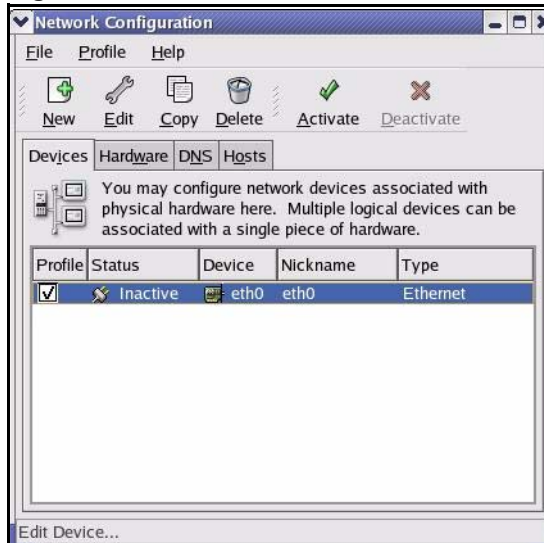 Network Configuration
File Profile Help
New Edit Copy Delete Activate Deactivate
Devices Hardware DNS Hosts
You may configure network devices associated with
physical hardware here. Multiple logical devices can be
associated with a single piece of hardware.
Profile Status Device Nickname Type
Inactive eth0 eth0 Ethernet
Edit Device...